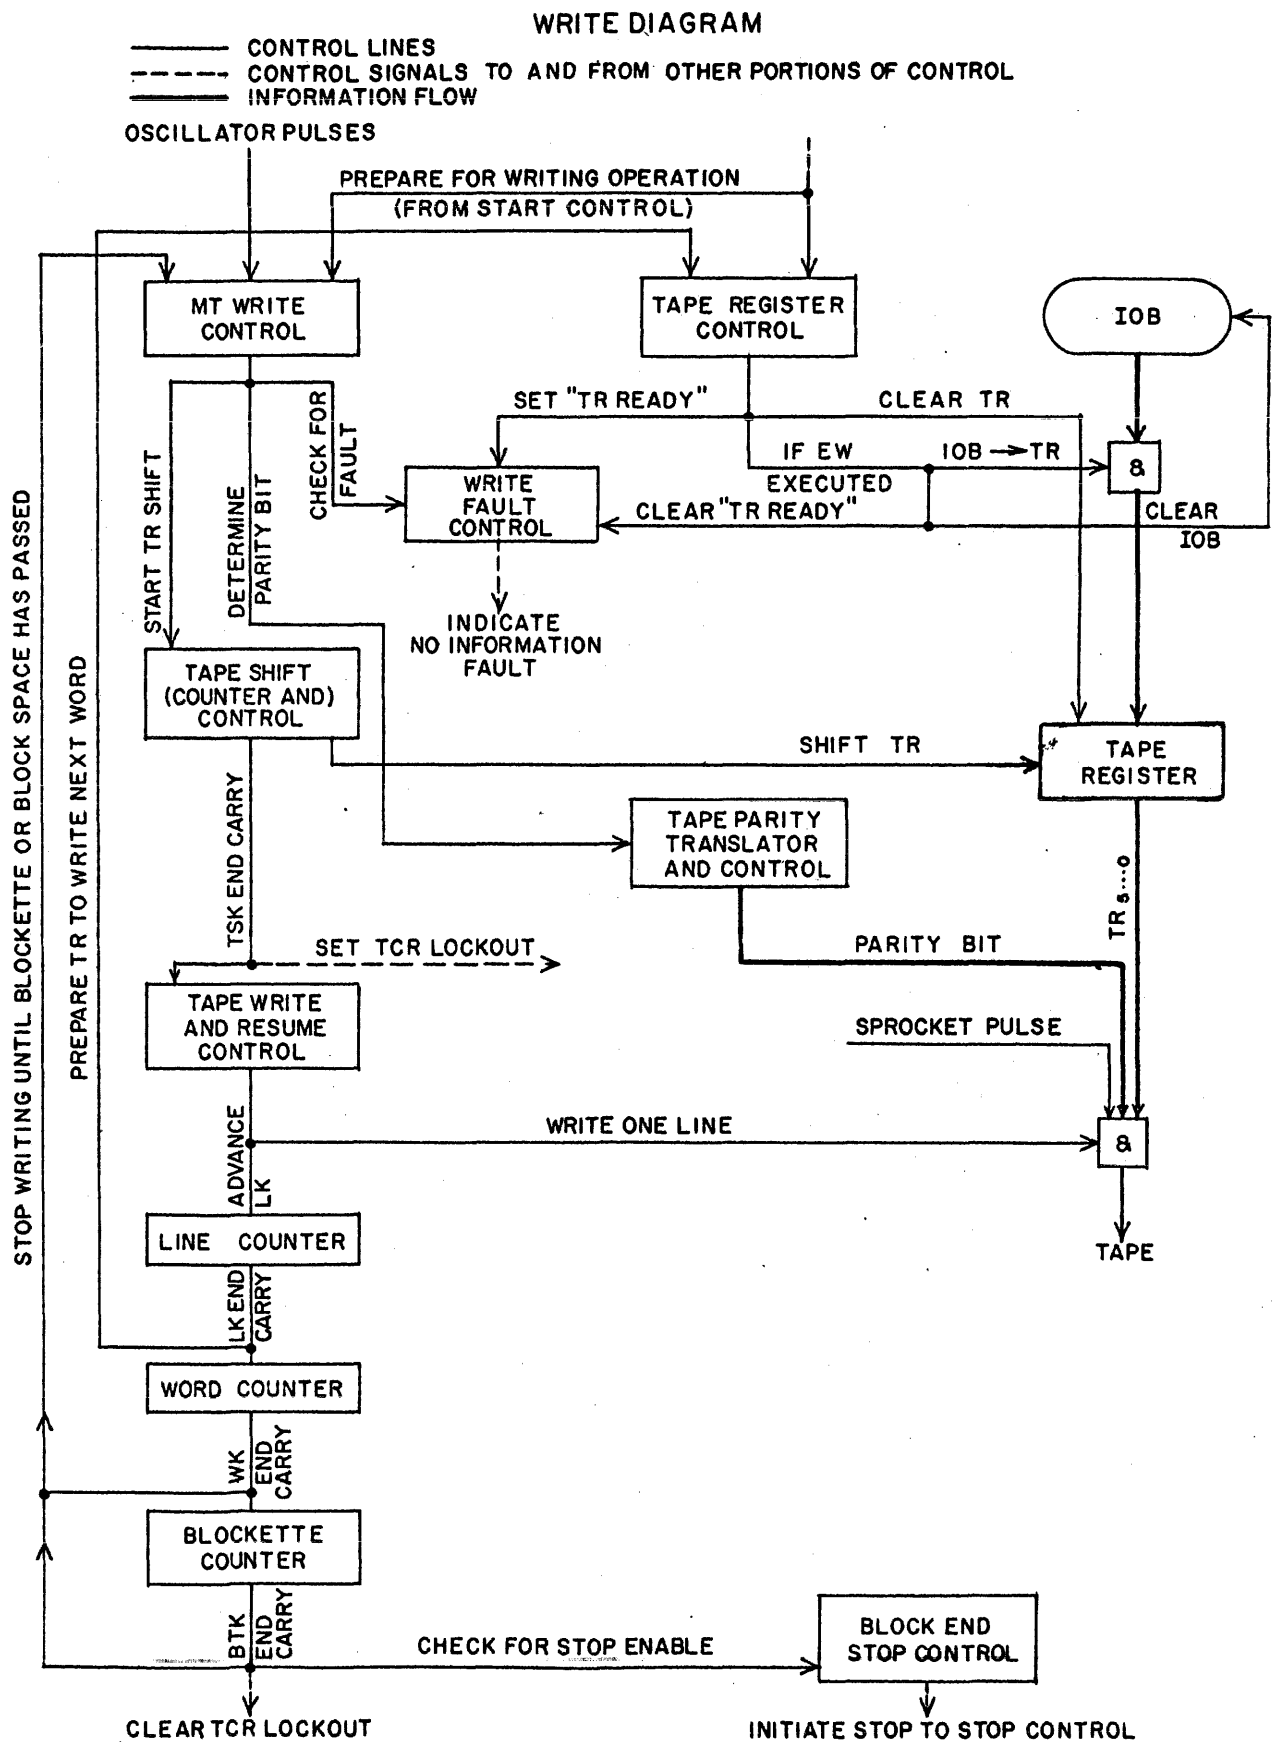 WRITE DIAGRAM
CONTROL LINES
CONTROL SIGNALS TO AND FROM OTHER PORTIONS OF CONTROL
INFORMATION FLOW
OSCILLATOR PULSES
PREPARE FOR WRITING OPERATION
(FROM START CONTROL)
MT WRITE
CONTROL
TAPE REGISTER
CONTROL
IOB
SET "TR READY"
CLEAR TR
CHECK FOR
FAULT
IF EW
EXECUTED
IOB → TR
&
WRITE
FAULT
CONTROL
CLEAR "TR READY"
CLEAR
IOB
START TR SHIFT
DETERMINE
PARITY BIT
INDICATE
NO INFORMATION
FAULT
STOP WRITING UNTIL BLOCKETTE OR BLOCK SPACE HAS PASSED
PREPARE TR TO WRITE NEXT WORD
TAPE SHIFT
(COUNTER AND)
CONTROL
SHIFT TR
TAPE
REGISTER
TSK END CARRY
TAPE PARITY
TRANSLATOR
AND CONTROL
TR5...0
SET TCR LOCKOUT
PARITY BIT
TAPE WRITE
AND RESUME
CONTROL
SPROCKET PULSE
ADVANCE
LK
WRITE ONE LINE
&
TAPE
LINE COUNTER
LK END
CARRY
WORD COUNTER
WK
END
CARRY
BLOCKETTE
COUNTER
BTK
END
CARRY
CHECK FOR STOP ENABLE
BLOCK END
STOP CONTROL
CLEAR TCR LOCKOUT
INITIATE STOP TO STOP CONTROL